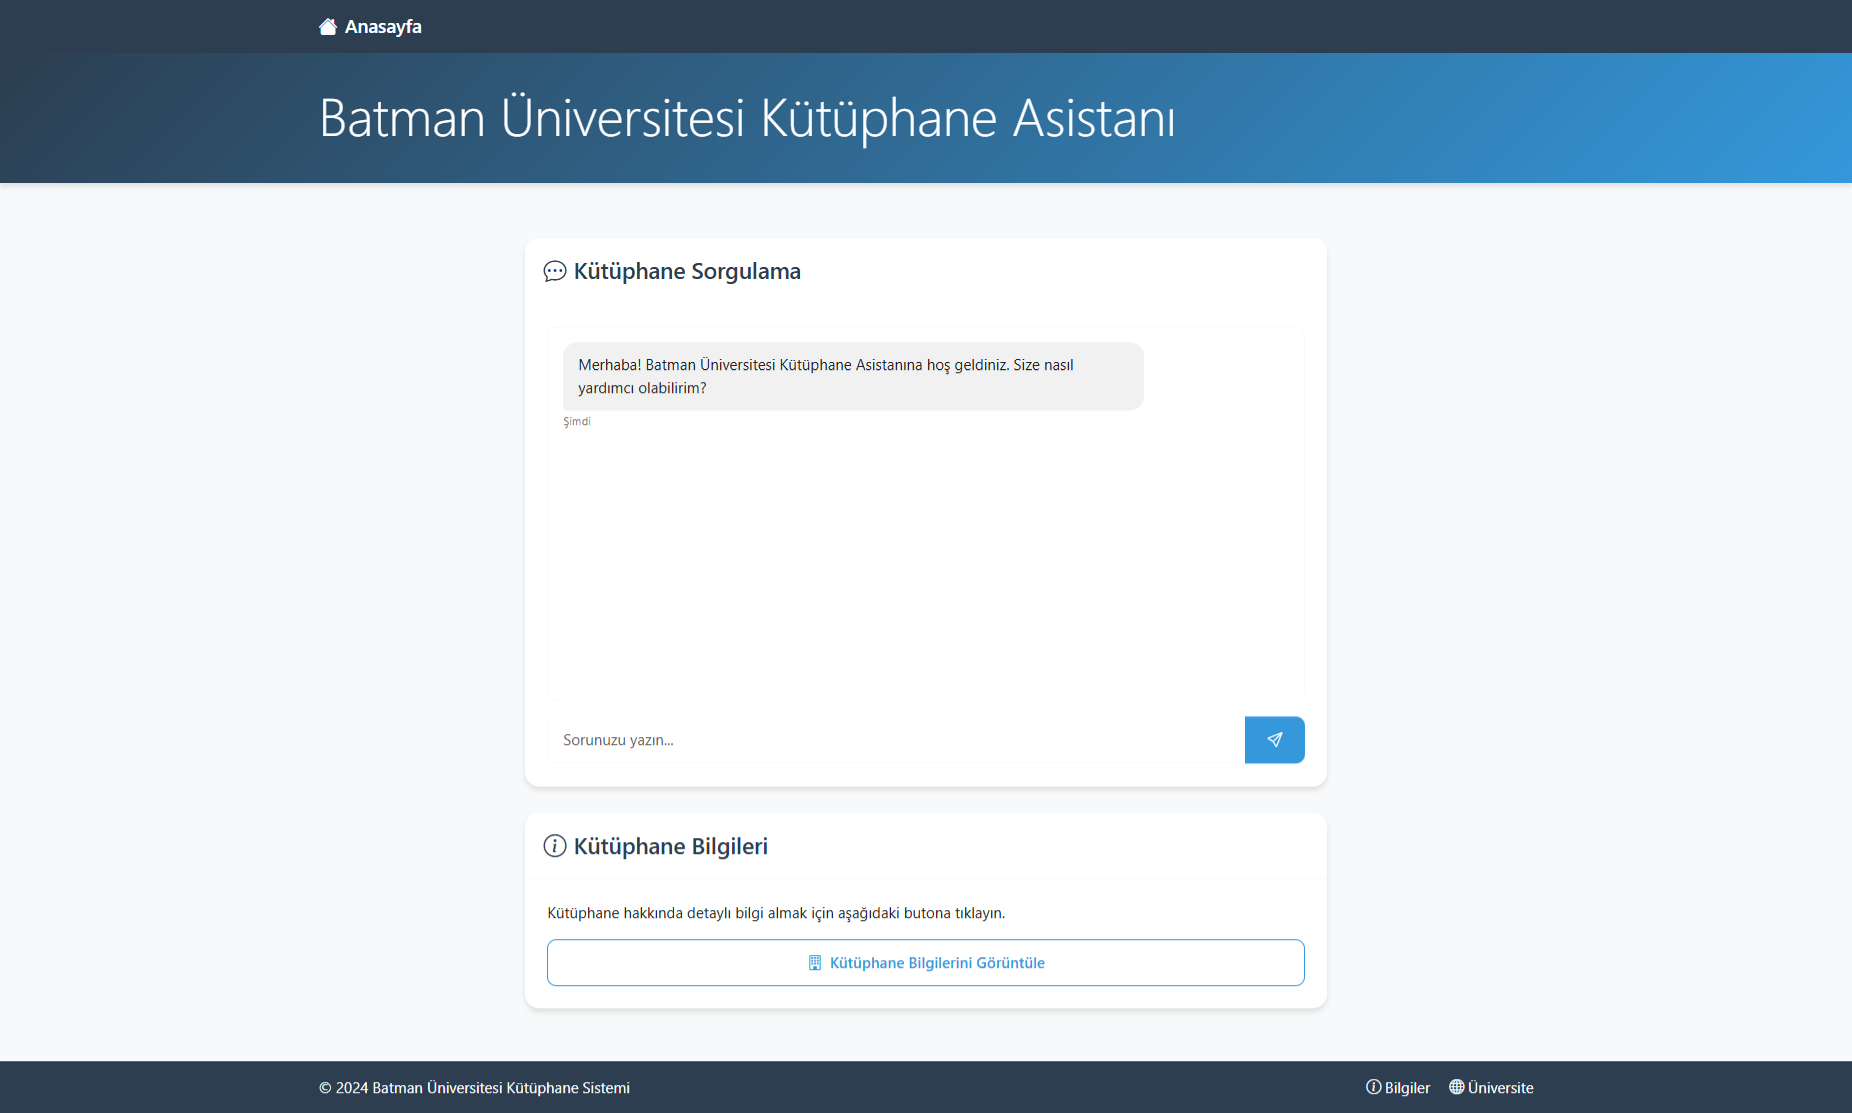 Anasayfa
Batman Üniversitesi Kütüphane Asistanı
Kütüphane Sorgulama
Merhaba! Batman Üniversitesi Kütüphane Asistanına hoş geldiniz. Size nasıl
yardımcı olabilirim?
Şimdi
Sorunuzu yazın...
Kütüphane Bilgileri
Kütüphane hakkında detaylı bilgi almak için aşağıdaki butona tıklayın.
Kütüphane Bilgilerini Görüntüle
© 2024 Batman Üniversitesi Kütüphane Sistemi
Bilgiler Üniversite